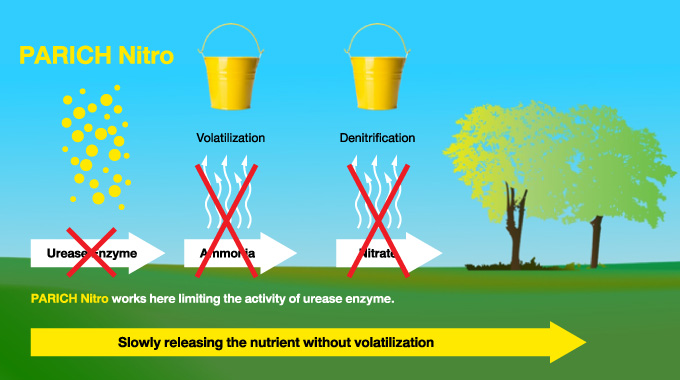 PARICH Nitro
Volatilization
Denitrification
Urease Enzyme
Ammonia
Nitrate
PARICH Nitro works here limiting the activity of urease enzyme.
Slowly releasing the nutrient without volatilization